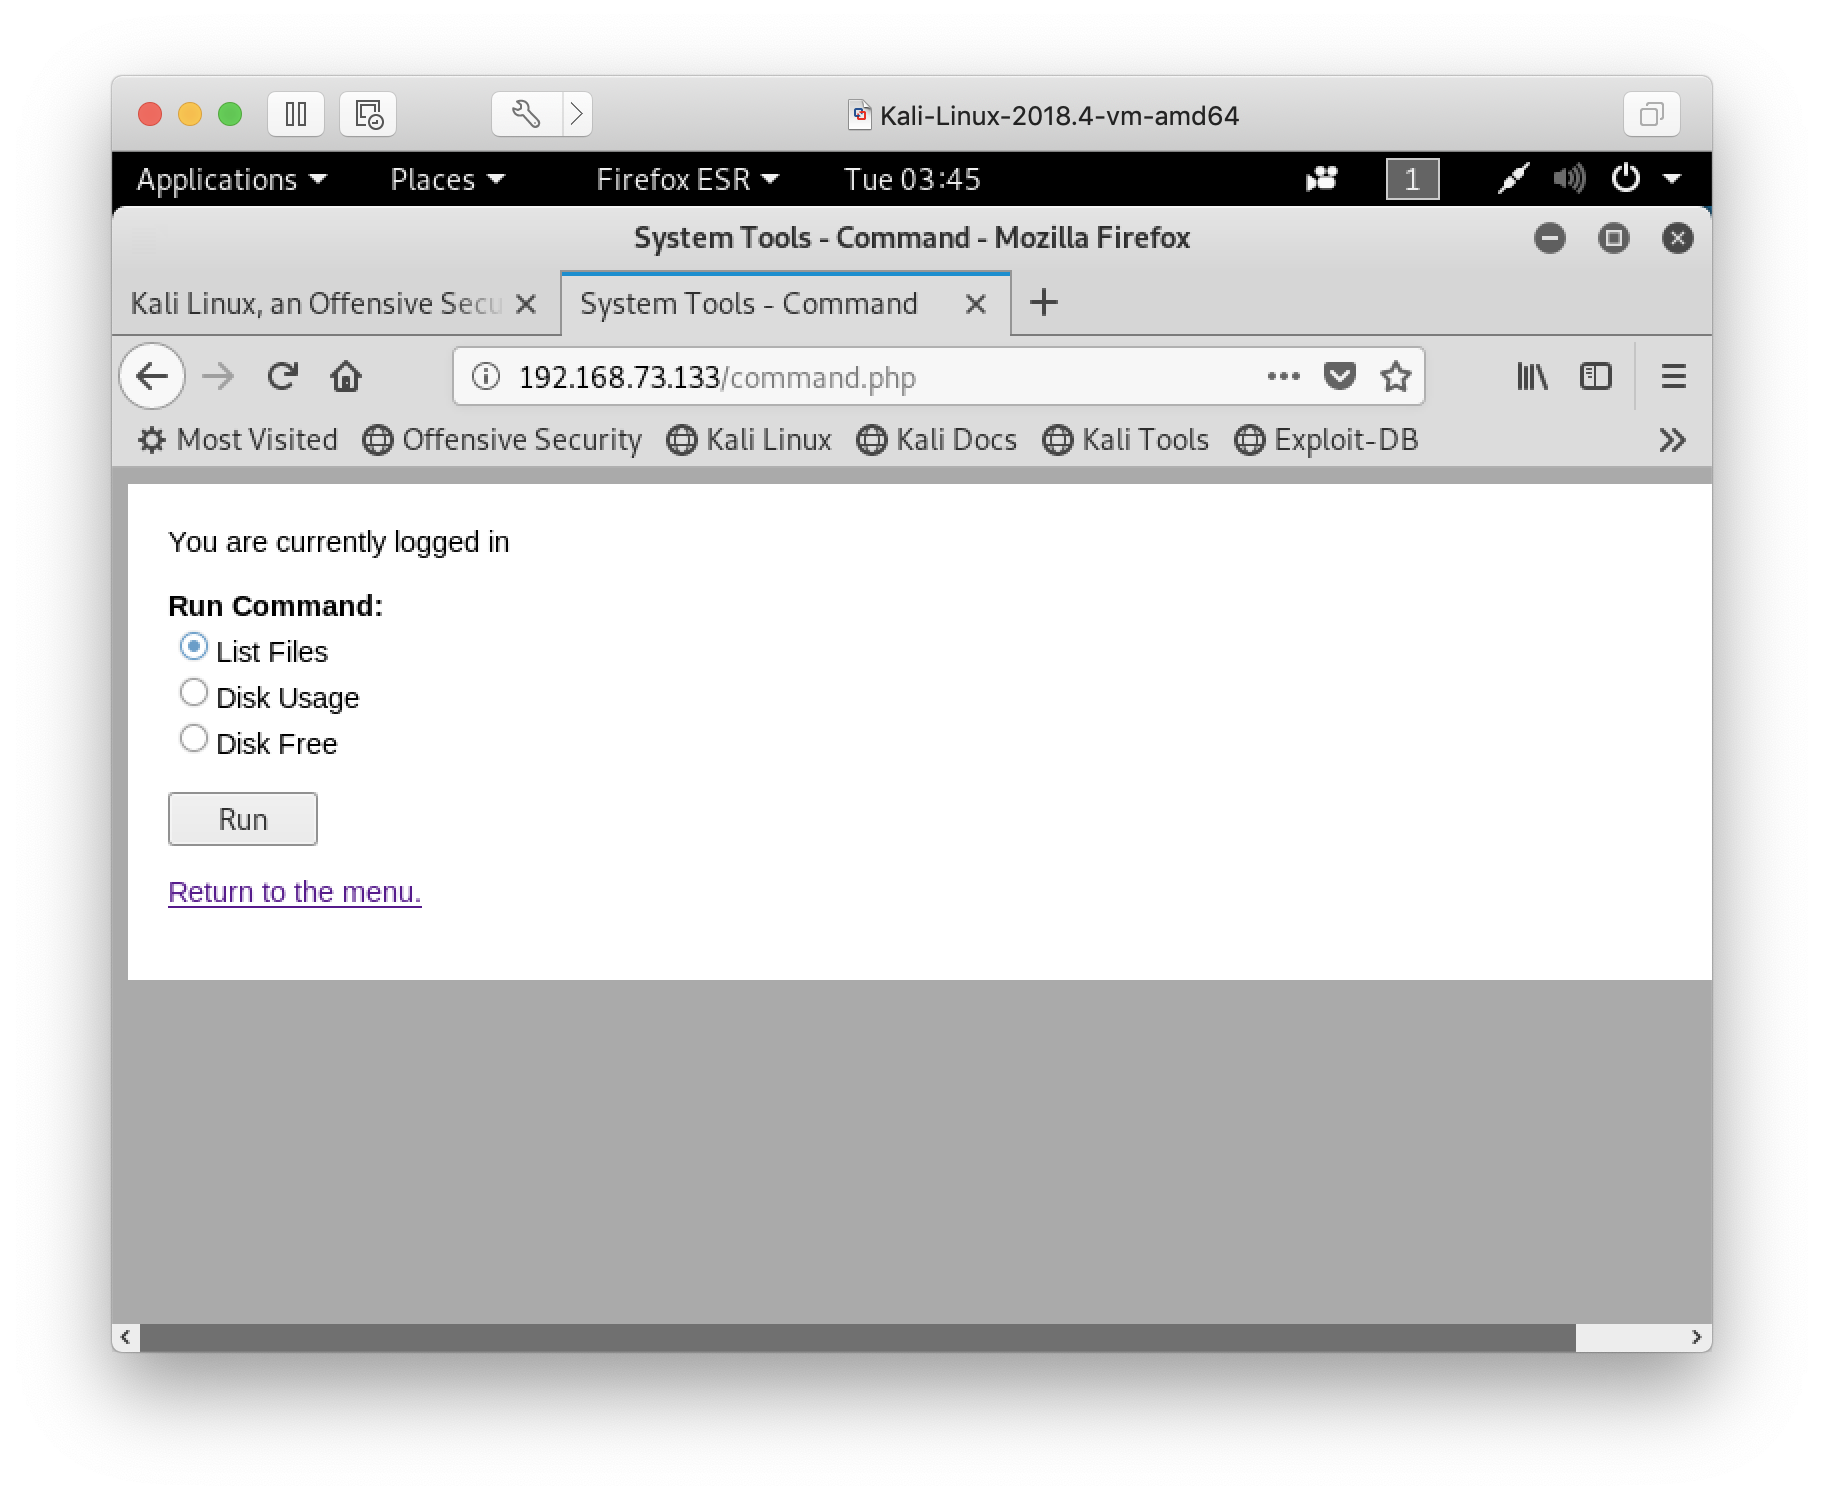 Kali-Linux-2018.4-vm-amd64
Applications Places Firefox ESR Tue 03:45 1
System Tools - Command - Mozilla Firefox
Kali Linux, an Offensive Secu System Tools - Command
192.168.73.133/command.php
Most Visited Offensive Security Kali Linux Kali Docs Kali Tools Exploit-DB
You are currently logged in
Run Command:
List Files
Disk Usage
Disk Free
Run
Return to the menu.